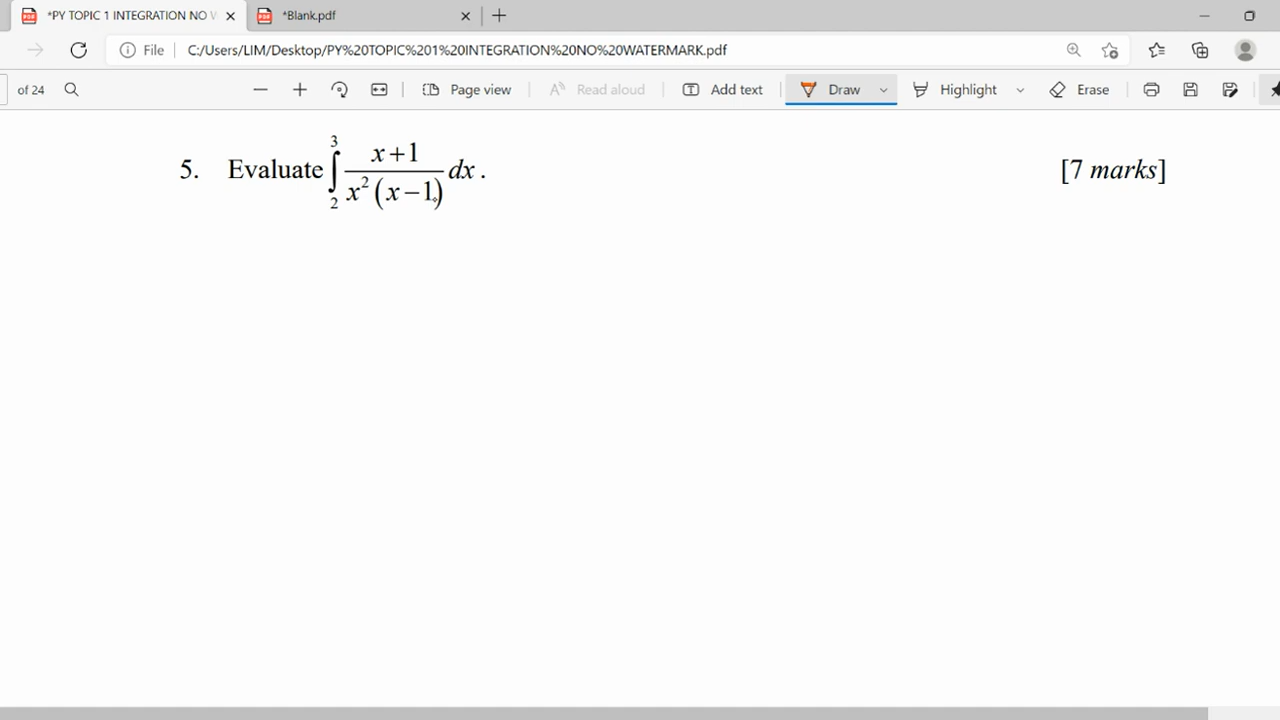 *PY TOPIC 1 INTEGRATION NO
*Blank.pdf
File
C:/Users/LIM/Desktop/PY%20TOPIC%201%20INTEGRATION%20NO%20WATERMARK.pdf
of 24
Page view
Read aloud
Add text
Draw
Highlight
Erase
5. Evaluate ∫₂³ (x+1)/(x²(x−1)) dx. [7 marks]